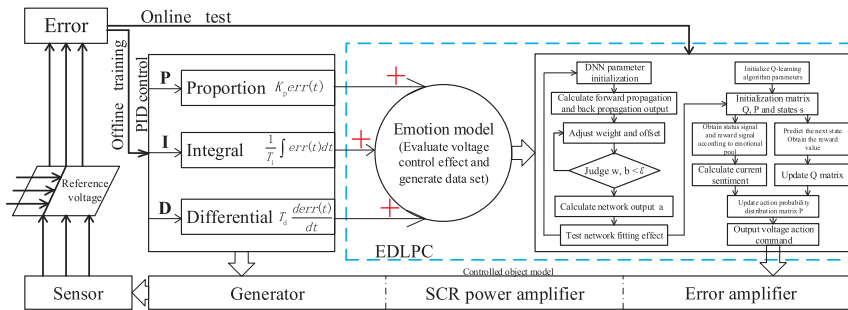 Error
Online test
Offline training
PID control
P
Proportion K_p err(t)
I
Integral 1/T_i ∫ err(t)dt
D
Differential T_d derr(t)/dt
+
+
+
Emotion model
(Evaluate voltage
control effect and
generate data set)
EDLPC
DNN parameter
initialization
Calculate forward propagation
and back propagation output
Adjust weight and offset
Judge w, b < ε
Calculate network output a
Test network fitting effect
Initialize Q-learning
algorithm parameters
Initialization matrix
Q, P and states s
Obtain status signal
and reward signal
according to emotional
pool
Calculate current
sentiment
Predict the next state
Obtain the reward
value
Update Q matrix
Update action probability
distribution matrix P
Output voltage action
command
Reference
voltage
Sensor
Controlled object model
Generator
SCR power amplifier
Error amplifier